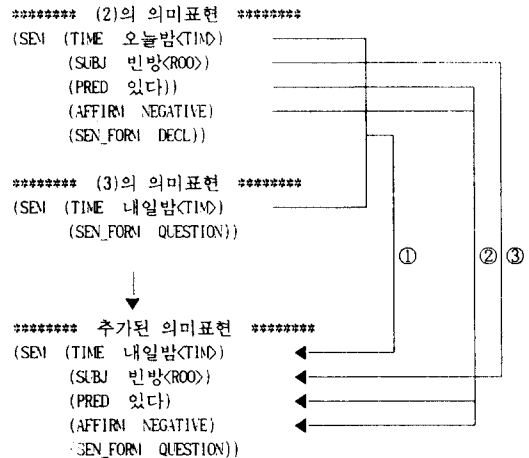 ******** (2)의 의미표현 ********
(SEM (TIME 오늘밤<TIM>)
(SUBJ 빈방<ROO>)
(PRED 있다))
(AFFIRM NEGATIVE)
(SEN_FORM DECL))
******** (3)의 의미표현 ********
(SEM (TIME 내일밤<TIM>)
(SEN_FORM QUESTION))
① ② ③
******** 추가된 의미표현 ********
(SEM (TIME 내일밤<TIM>)
(SUBJ 빈방<ROO>)
(PRED 있다)
(AFFIRM NEGATIVE)
(SEN_FORM QUESTION))